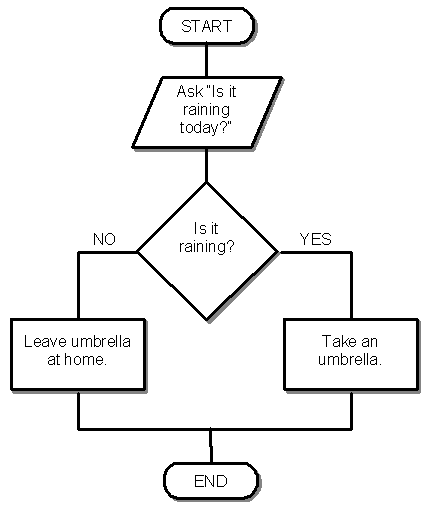 START
Ask "Is it
raining
today?"
Is it
raining?
NO
YES
Leave umbrella
at home.
Take an
umbrella.
END